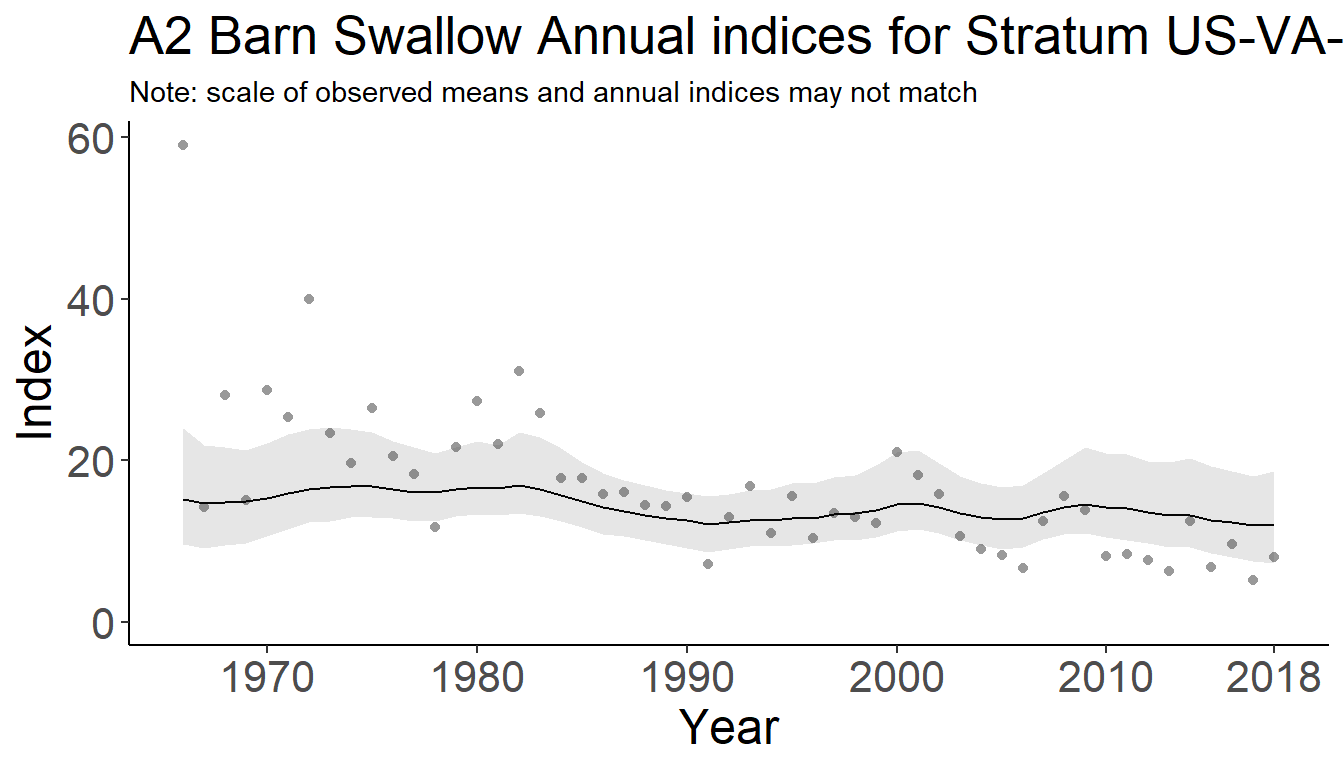 A2 Barn Swallow Annual indices for Stratum US-VA-
Note: scale of observed means and annual indices may not match
60
40
20
0
Index
1970 1980 1990 2000 2010 2018
Year